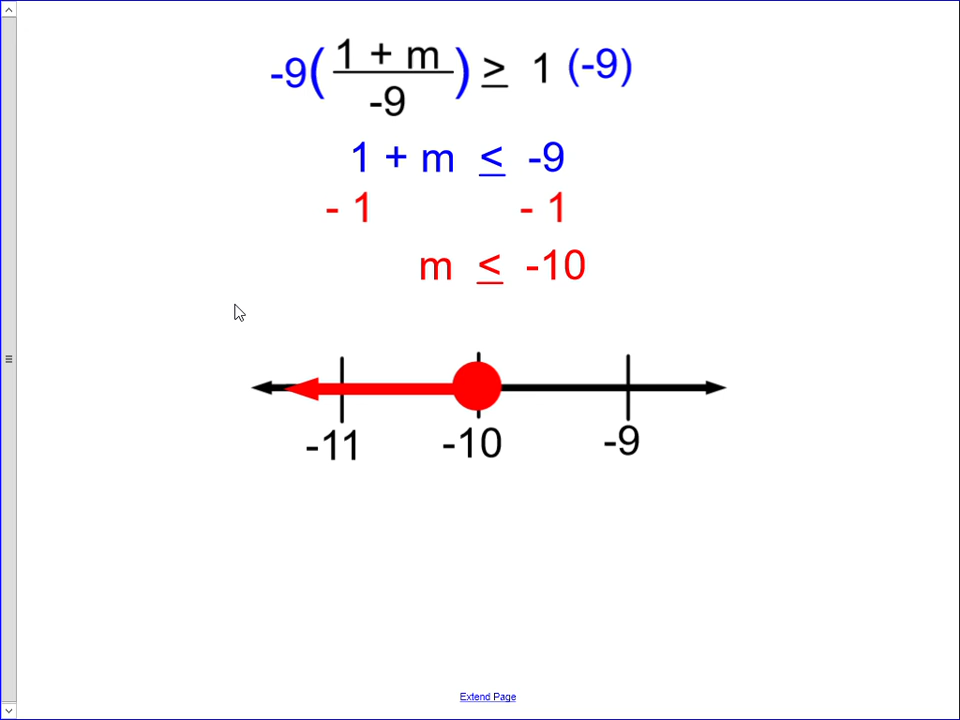 -9(1 + m / -9) ≥ 1 (-9)
1 + m ≤ -9
- 1 - 1
m ≤ -10
-11 -10 -9
Extend Page